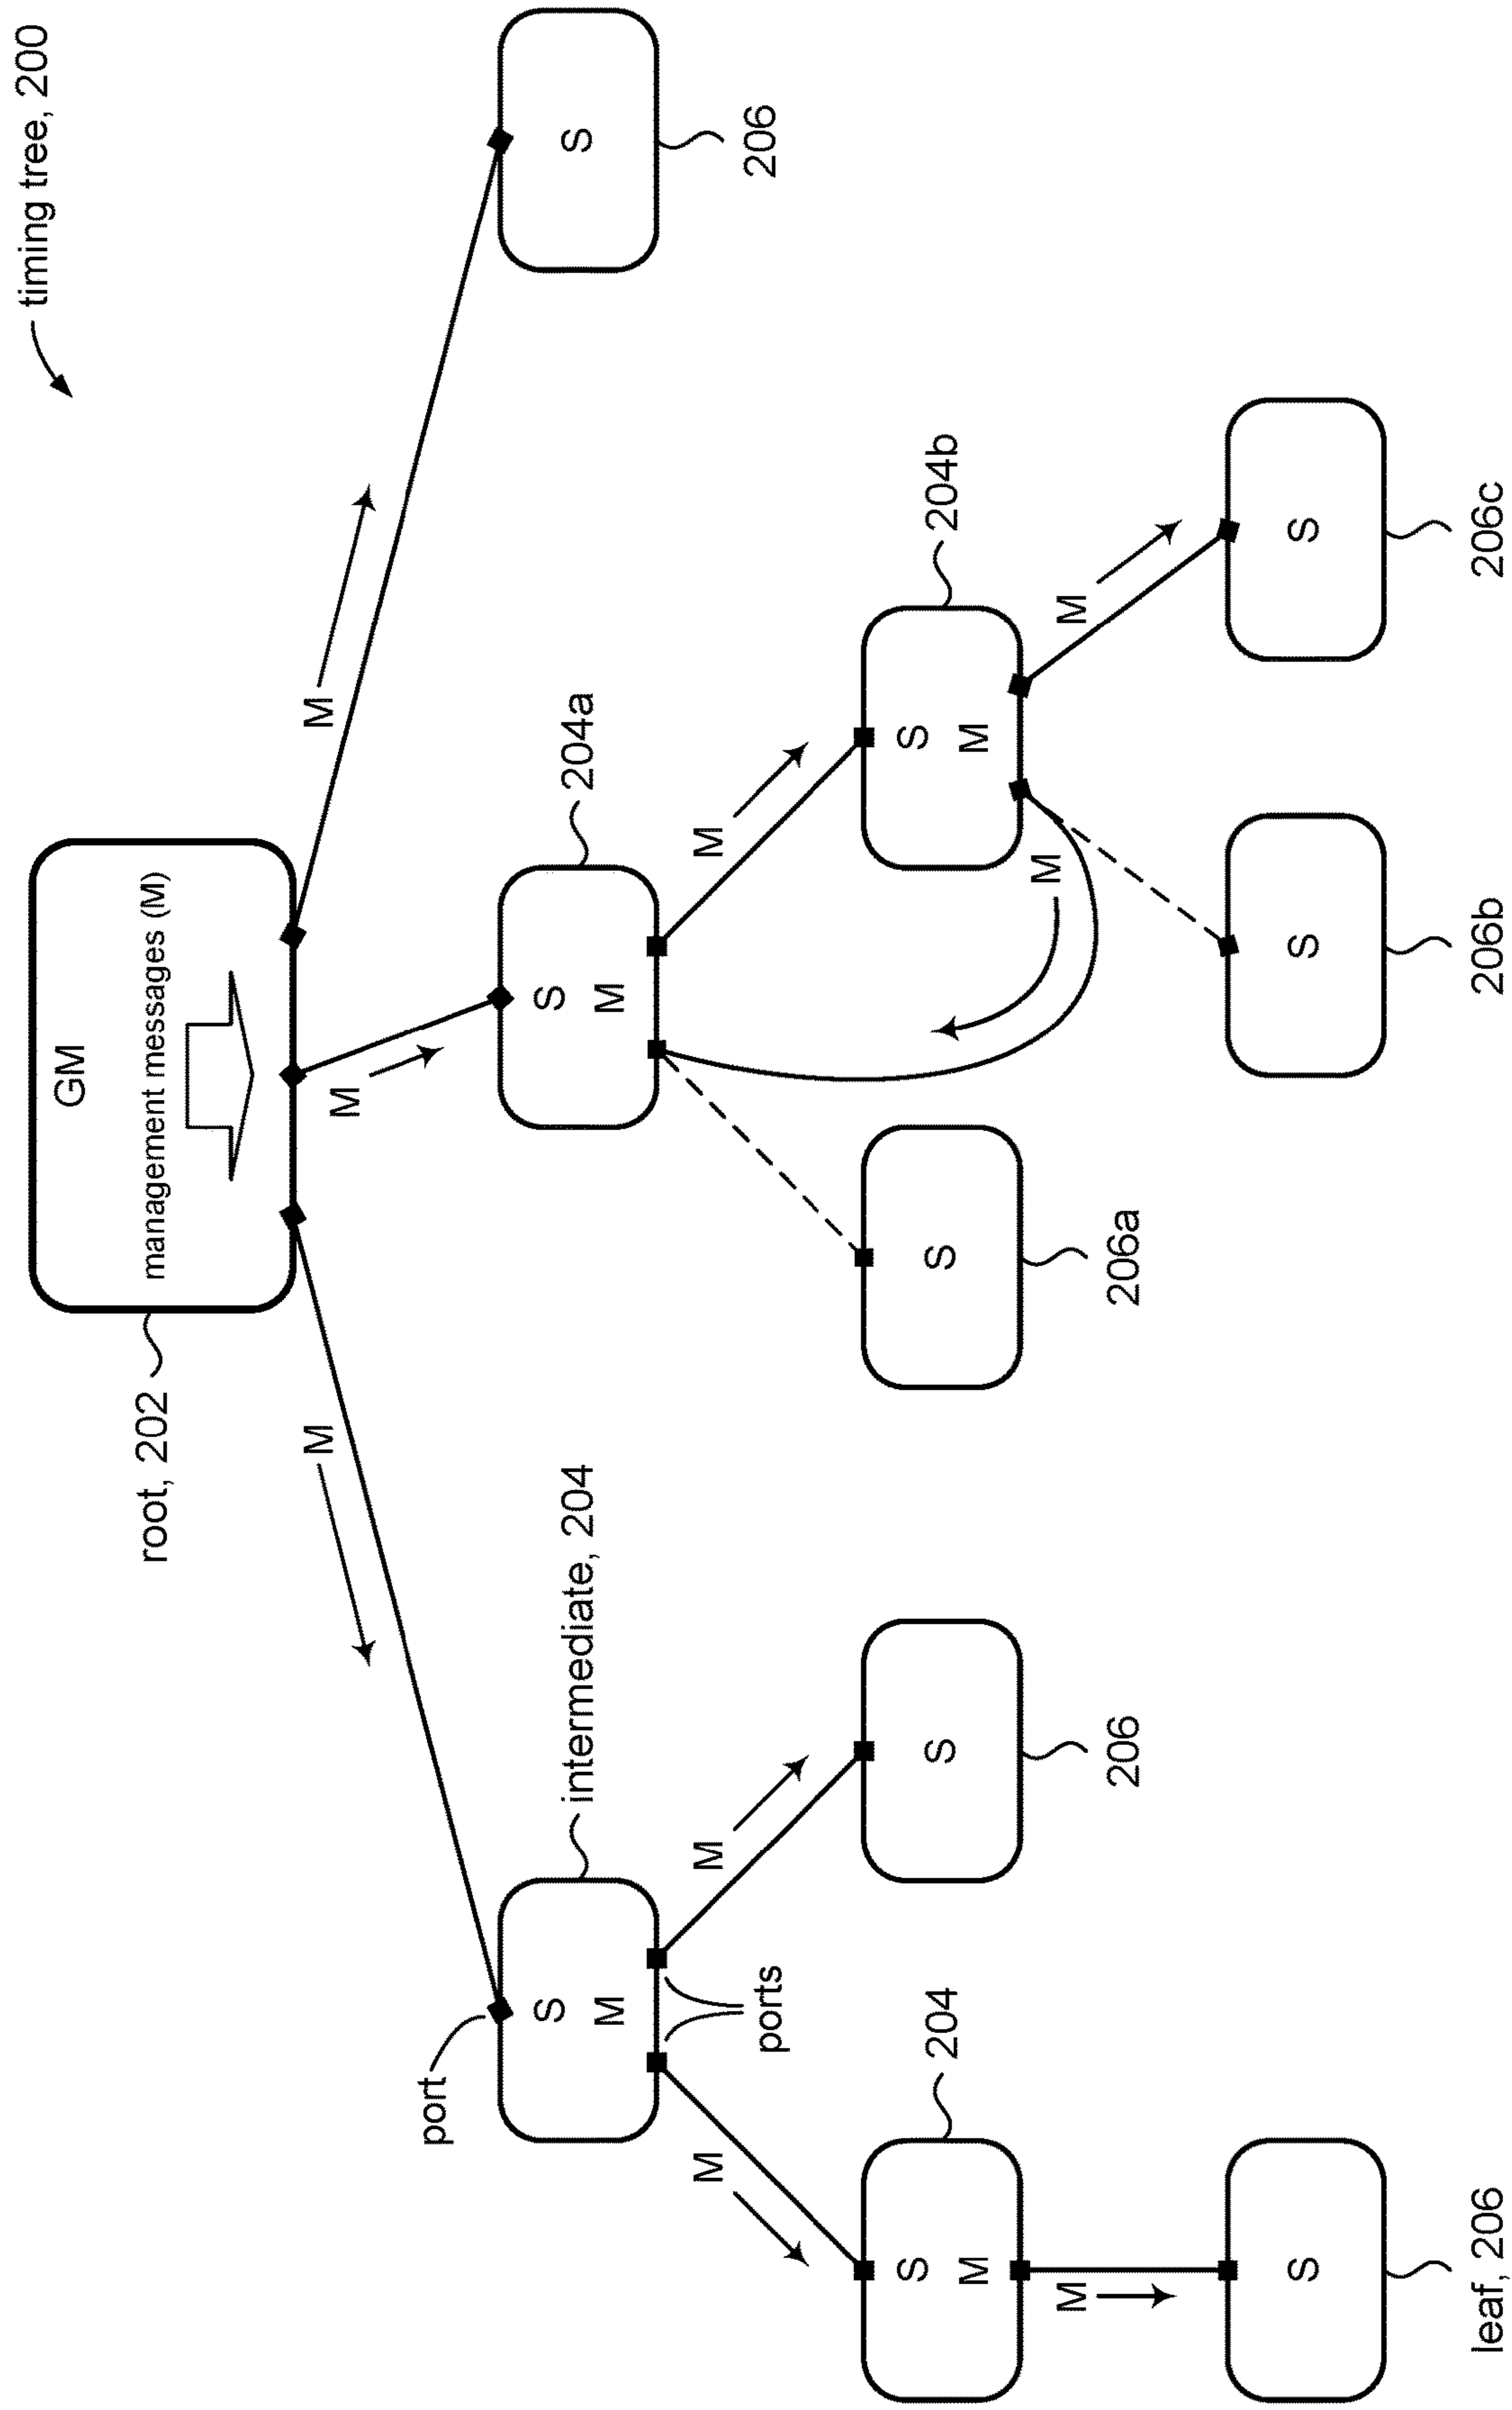 timing tree, 200
GM
management messages (M)
root, 202
M
M
M
port
S
M
intermediate, 204
S
M
204a
S
206
ports
M
M
M
S
M
204
S
206
S
206a
S
M
204b
M
M
M
S
leaf, 206
S
206b
S
206c